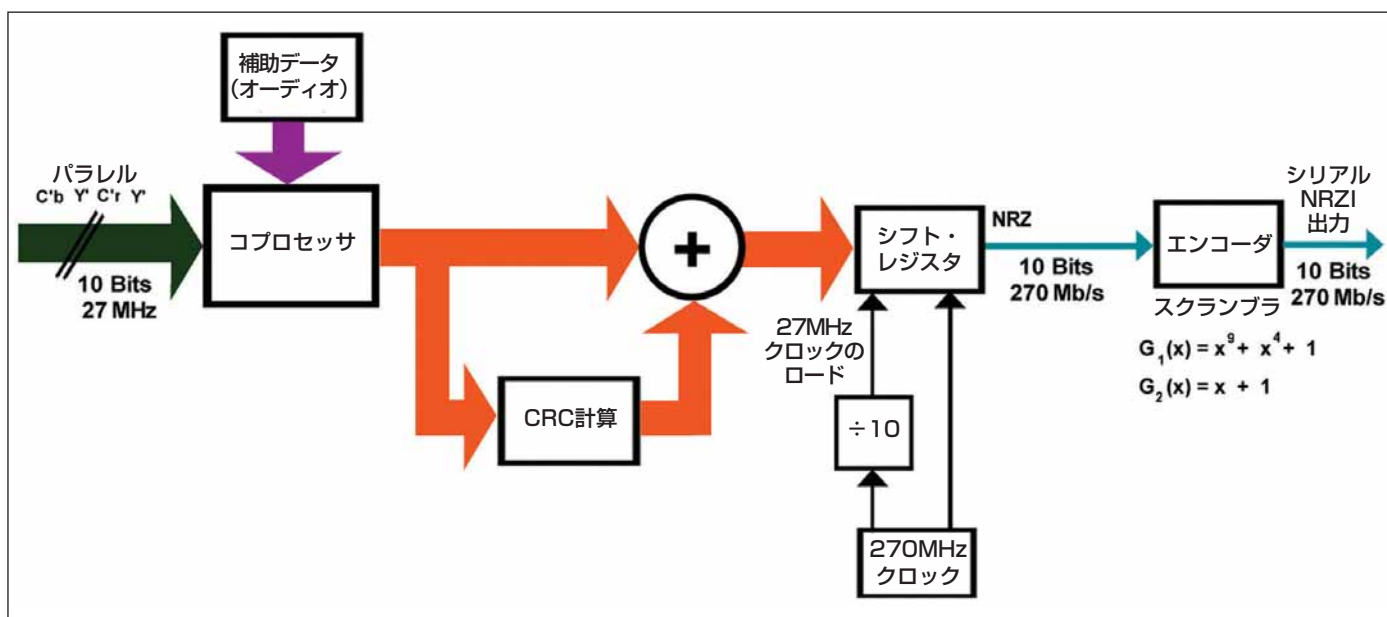 補助データ
(オーディオ)
パラレル
C'b Y' C'r Y'
10 Bits
27 MHz
コプロセッサ
+
CRC計算
シフト・
レジスタ
27MHz
クロックの
ロード
÷10
270MHz
クロック
NRZ
10 Bits
270 Mb/s
エンコーダ
スクランブラ
G₁(x) = x⁹ + x⁴ + 1
G₂(x) = x + 1
シリアル
NRZI
出力
10 Bits
270 Mb/s